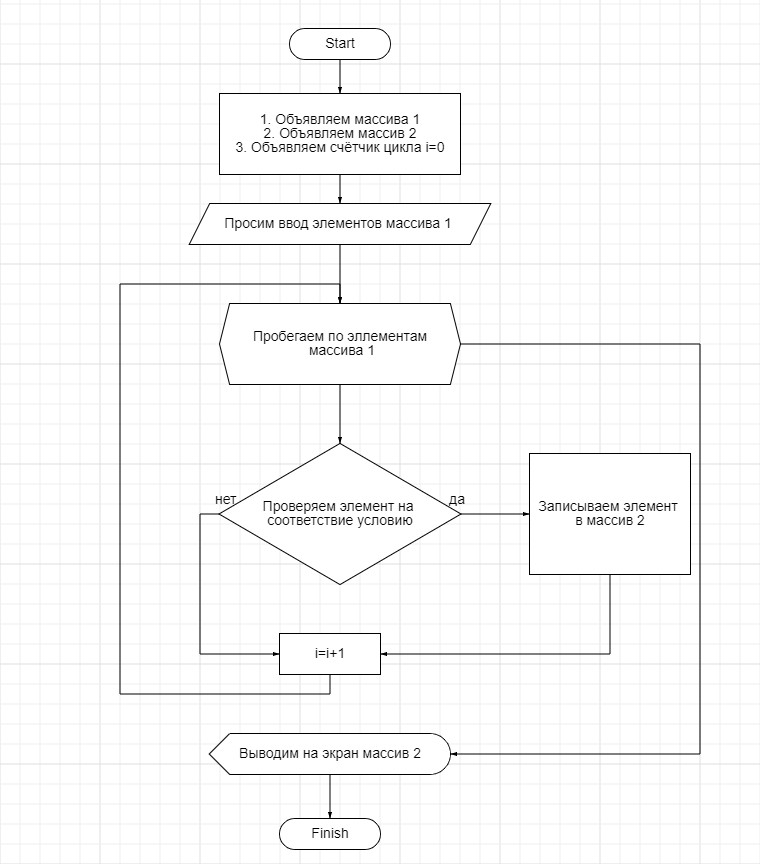 Start
1. Объявляем массива 1
2. Объявляем массив 2
3. Объявляем счётчик цикла i=0
Просим ввод элементов массива 1
Пробегаем по эллементам
массива 1
нет
Проверяем элемент на
соответствие условию
да
Записываем элемент
в массив 2
i=i+1
Выводим на экран массив 2
Finish